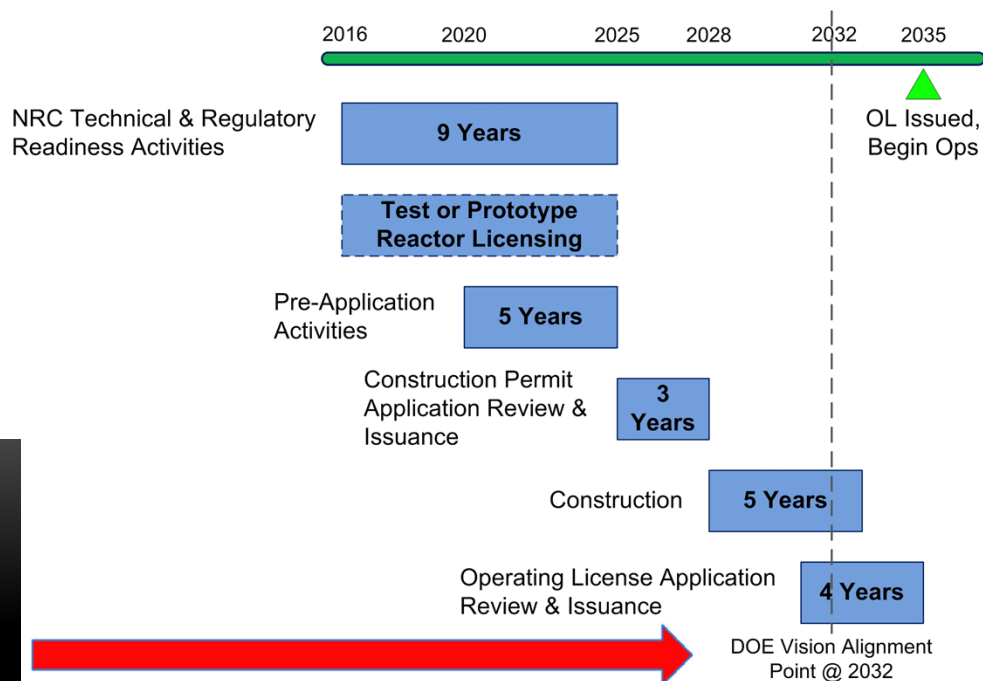 2016 2020 2025 2028 2032 2035
NRC Technical & Regulatory
Readiness Activities
9 Years
OL Issued,
Begin Ops
Test or Prototype
Reactor Licensing
Pre-Application
Activities
5 Years
Construction Permit
Application Review &
Issuance
3
Years
Construction
5 Years
Operating License Application
Review & Issuance
4 Years
DOE Vision Alignment
Point @ 2032